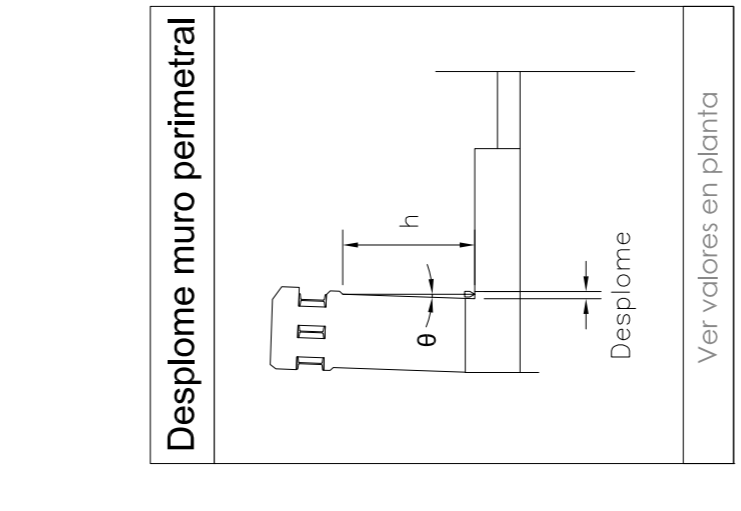 Desplome muro perimetral
h
θ
Desplome
Ver valores en planta